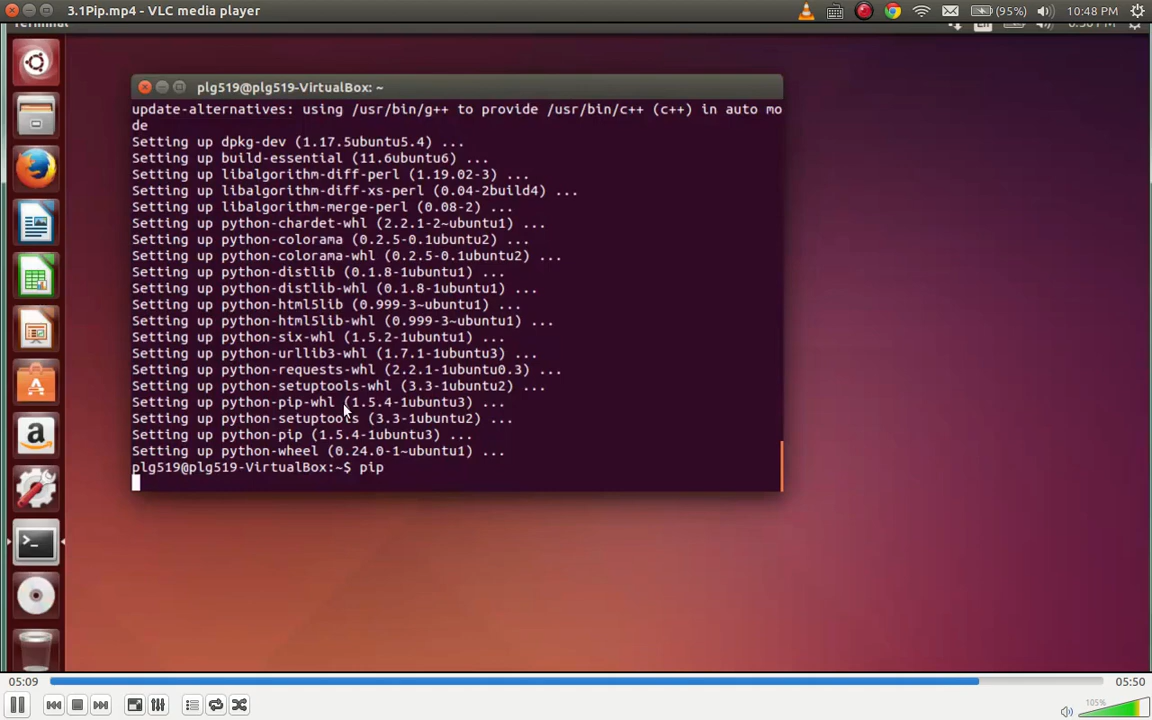 3.1Pip.mp4 - VLC media player
(95%)
10:48 PM
plg519@plg519-VirtualBox: ~
update-alternatives: using /usr/bin/g++ to provide /usr/bin/c++ (c++) in auto mo
de
Setting up dpkg-dev (1.17.5ubuntu5.4) ...
Setting up build-essential (11.6ubuntu6) ...
Setting up libalgorithm-diff-perl (1.19.02-3) ...
Setting up libalgorithm-diff-xs-perl (0.04-2build4) ...
Setting up libalgorithm-merge-perl (0.08-2) ...
Setting up python-chardet-whl (2.2.1-2~ubuntu1) ...
Setting up python-colorama (0.2.5-0.1ubuntu2) ...
Setting up python-colorama-whl (0.2.5-0.1ubuntu2) ...
Setting up python-distlib (0.1.8-1ubuntu1) ...
Setting up python-distlib-whl (0.1.8-1ubuntu1) ...
Setting up python-html5lib (0.999-3~ubuntu1) ...
Setting up python-html5lib-whl (0.999-3~ubuntu1) ...
Setting up python-six-whl (1.5.2-1ubuntu1) ...
Setting up python-urllib3-whl (1.7.1-1ubuntu3) ...
Setting up python-requests-whl (2.2.1-1ubuntu0.3) ...
Setting up python-setuptools-whl (3.3-1ubuntu2) ...
Setting up python-pip-whl (1.5.4-1ubuntu3) ...
Setting up python-setuptools (3.3-1ubuntu2) ...
Setting up python-pip (1.5.4-1ubuntu3) ...
Setting up python-wheel (0.24.0-1~ubuntu1) ...
plg519@plg519-VirtualBox:~$ pip
05:09
05:50
105%